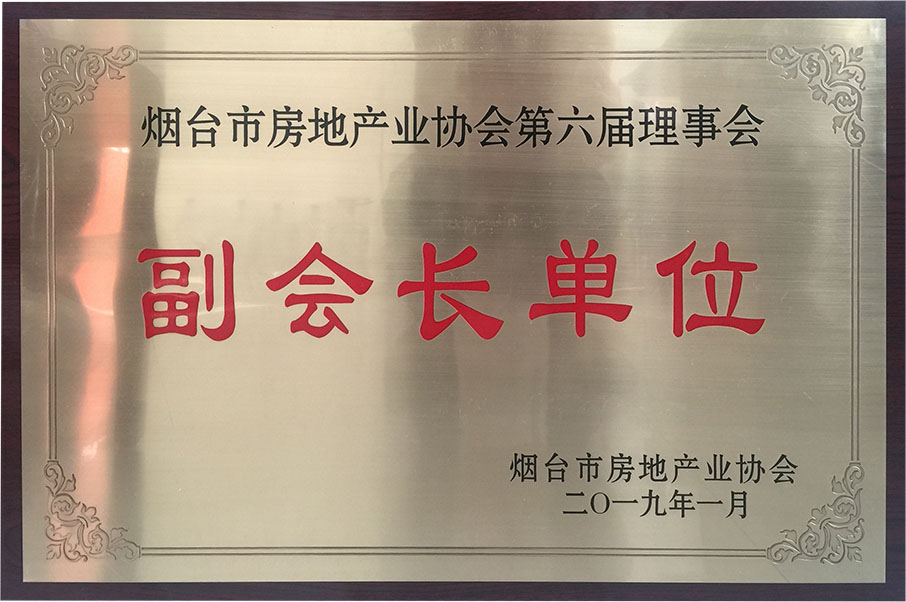 烟台市房地产业协会第六届理事会
副会长单位
烟台市房地产业协会
二〇一九年一月